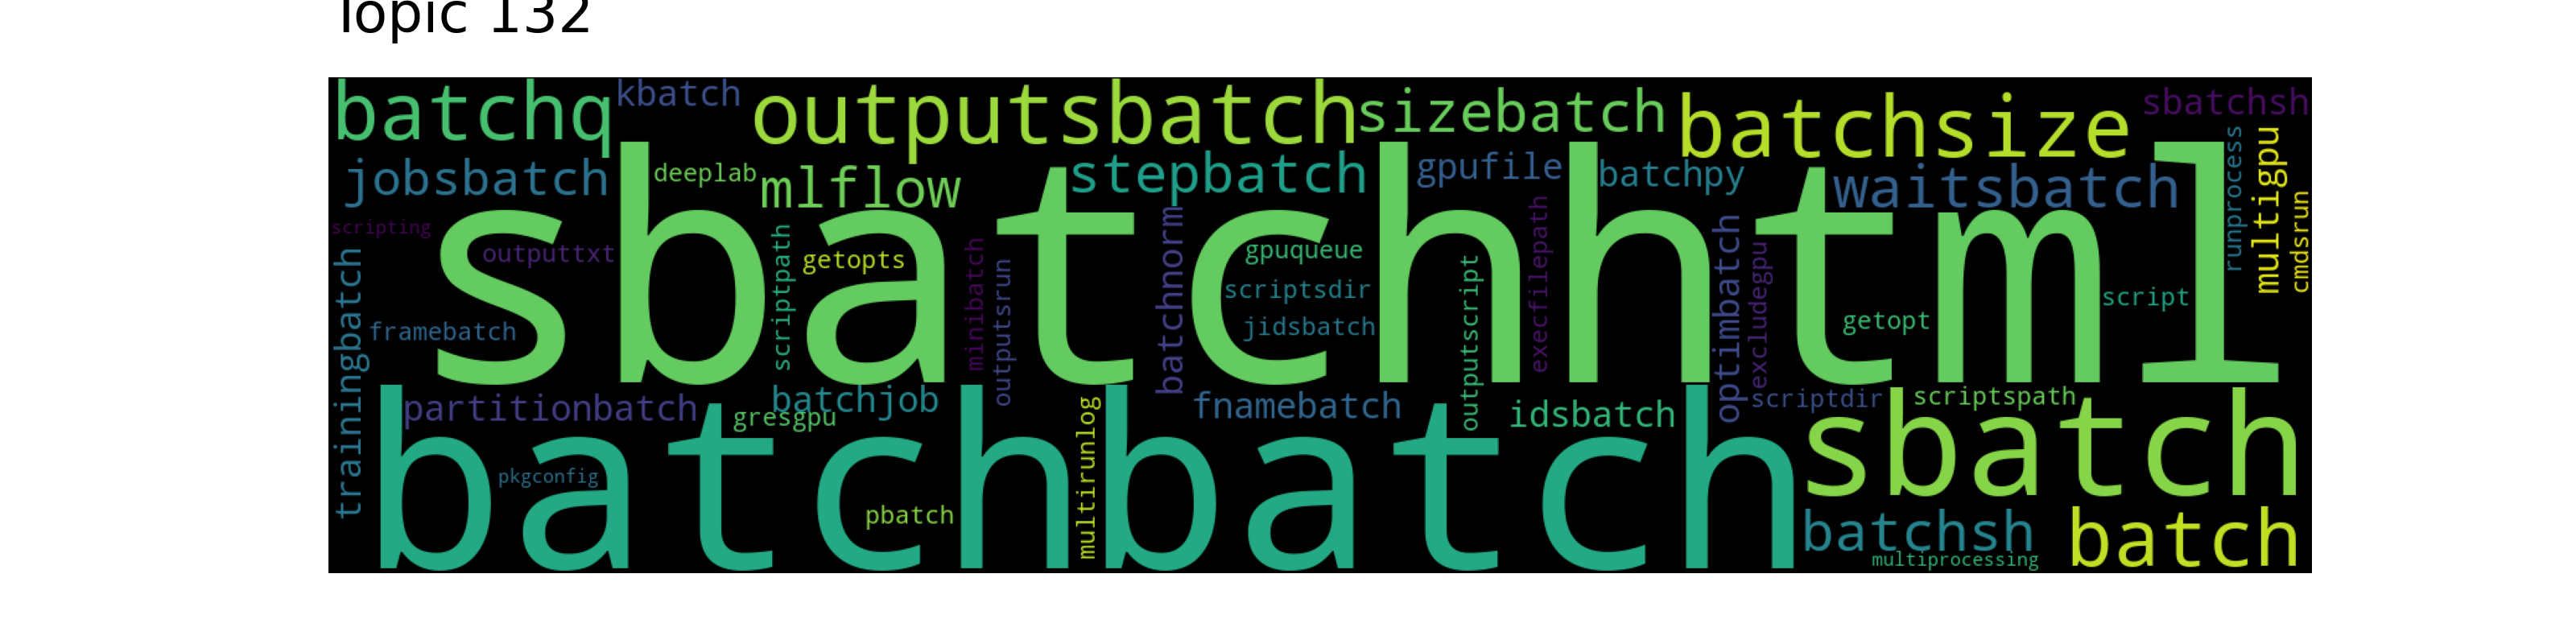 Topic 132
batchq
kbatch
outputsbatch
sizebatch
batchsize
sbatchsh
jobsbatch
deeplab
mlflow
stepbatch
gpufile
batchpy
waitsbatch
runprocess
multigpu
cmdsrun
scripting
outputtxt
sbatchhtml
scriptpath
getopts
minibatch
outputsrun
batchnorm
gpuqueue
scriptsdir
jidsbatch
outputscript
execfilepath
optimbatch
excludegpu
getopt
script
trainingbatch
framebatch
partitionbatch
batchjob
gresgpu
fnamebatch
idsbatch
scriptdir
scriptspath
batchbatch
sbatch
pkgconfig
pbatch
multirunlog
batchsh
multiprocessing
batch